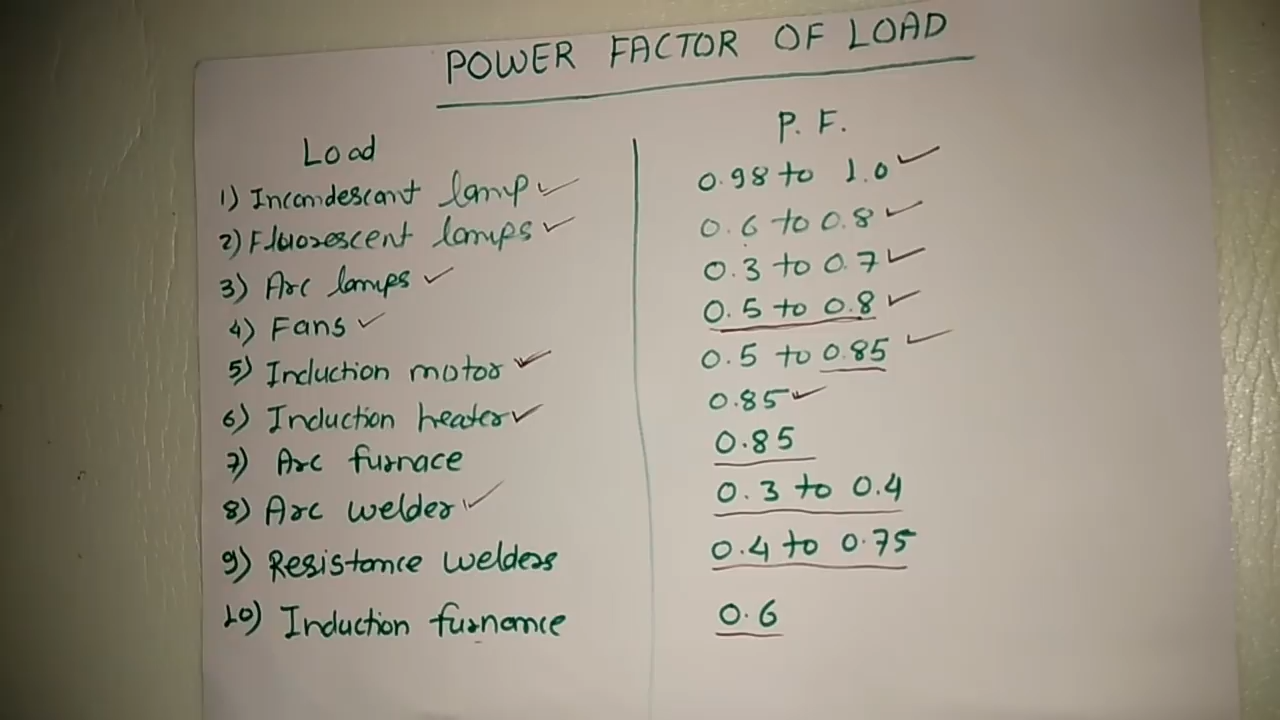 POWER FACTOR OF LOAD
Load P. F.
1) Incandescant lamp 0.98 to 1.0
2) Fluorescent lamps 0.6 to 0.8
3) Arc lamps 0.3 to 0.7
4) Fans 0.5 to 0.8
5) Induction motor 0.5 to 0.85
6) Induction heater 0.85
7) Arc furnace 0.85
8) Arc welder 0.3 to 0.4
9) Resistance welders 0.4 to 0.75
10) Induction furnance 0.6